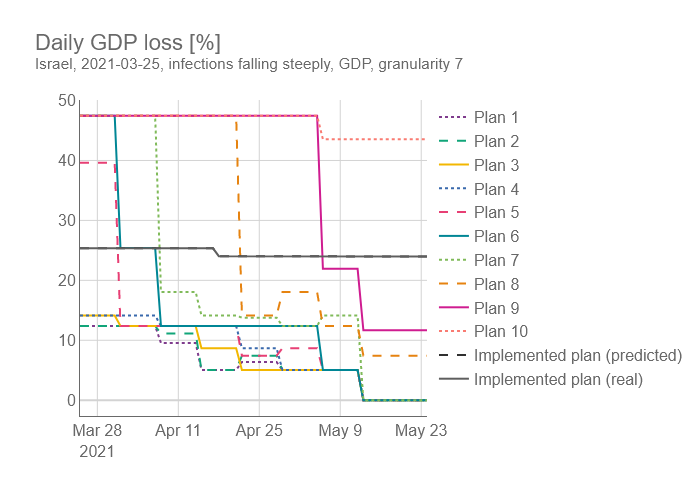 Daily GDP loss [%]
Israel, 2021-03-25, infections falling steeply, GDP, granularity 7
50
40
30
20
10
0
Mar 28
2021
Apr 11
Apr 25
May 9
May 23
Plan 1
Plan 2
Plan 3
Plan 4
Plan 5
Plan 6
Plan 7
Plan 8
Plan 9
Plan 10
Implemented plan (predicted)
Implemented plan (real)